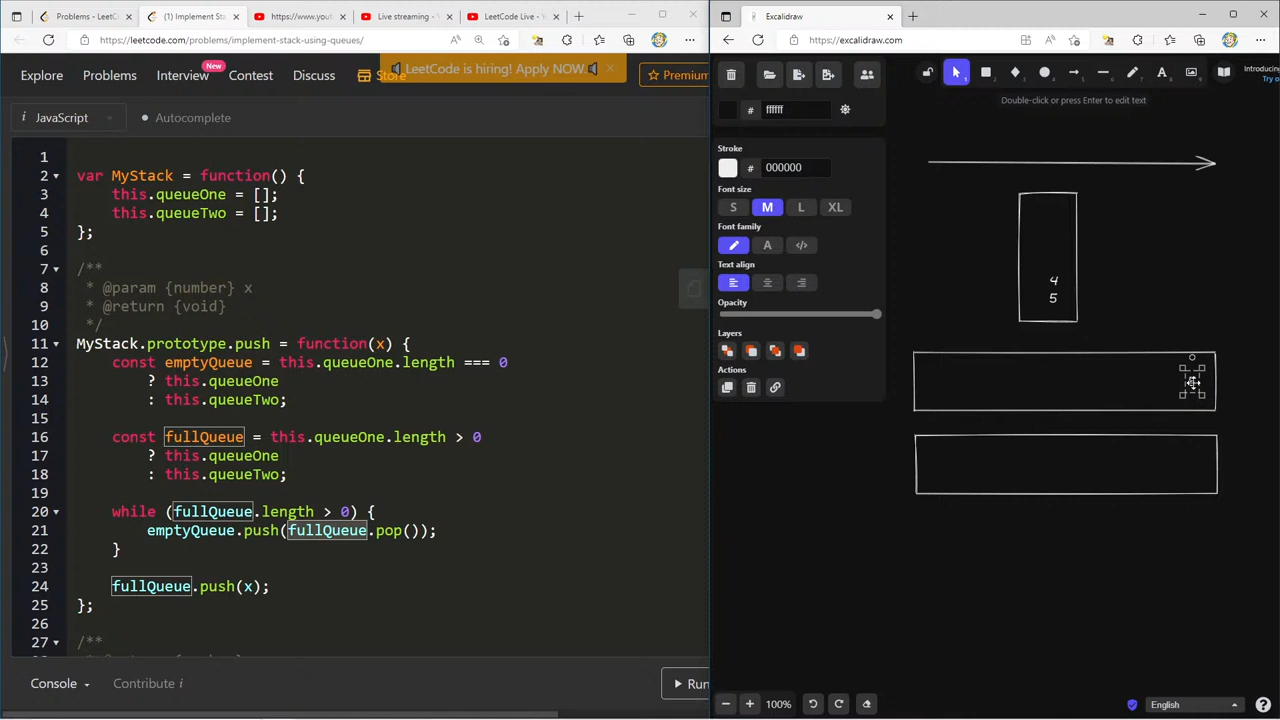 Problems - LeetC
(1) Implement Sta
https://www.yout
Live streaming - Y
LeetCode Live - Y
https://leetcode.com/problems/implement-stack-using-queues/
Explore
Problems
Interview
New
Contest
Discuss
Store
LeetCode is hiring! Apply NOW.
Premium
i JavaScript
Autocomplete
1
2 var MyStack = function() {
3 this.queueOne = [];
4 this.queueTwo = [];
5 };
6
7 /**
8 * @param {number} x
9 * @return {void}
10 */
11 MyStack.prototype.push = function(x) {
12 const emptyQueue = this.queueOne.length === 0
13 ? this.queueOne
14 : this.queueTwo;
15
16 const fullQueue = this.queueOne.length > 0
17 ? this.queueOne
18 : this.queueTwo;
19
20 while (fullQueue.length > 0) {
21 emptyQueue.push(fullQueue.pop());
22 }
23
24 fullQueue.push(x);
25 };
26
27 /**
Console
Contribute i
Run
Excalidraw
https://excalidraw.com
Introducing
Try o
Double-click or press Enter to edit text
# ffffff
Stroke
# 000000
Font size
S M L XL
Font family
A
Text align
Opacity
Layers
Actions
4
5
100%
English